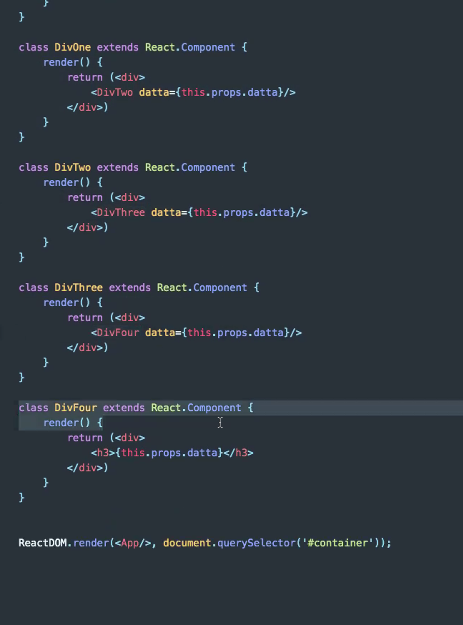 }
}
class DivOne extends React.Component {
    render() {
        return (<div>
            <DivTwo datta={this.props.datta}/>
        </div>)
    }
}
class DivTwo extends React.Component {
    render() {
        return (<div>
            <DivThree datta={this.props.datta}/>
        </div>)
    }
}
class DivThree extends React.Component {
    render() {
        return (<div>
            <DivFour datta={this.props.datta}/>
        </div>)
    }
}
class DivFour extends React.Component {
    render() {
        return (<div>
            <h3>{this.props.datta}</h3>
        </div>)
    }
}
ReactDOM.render(<App/>, document.querySelector('#container'));